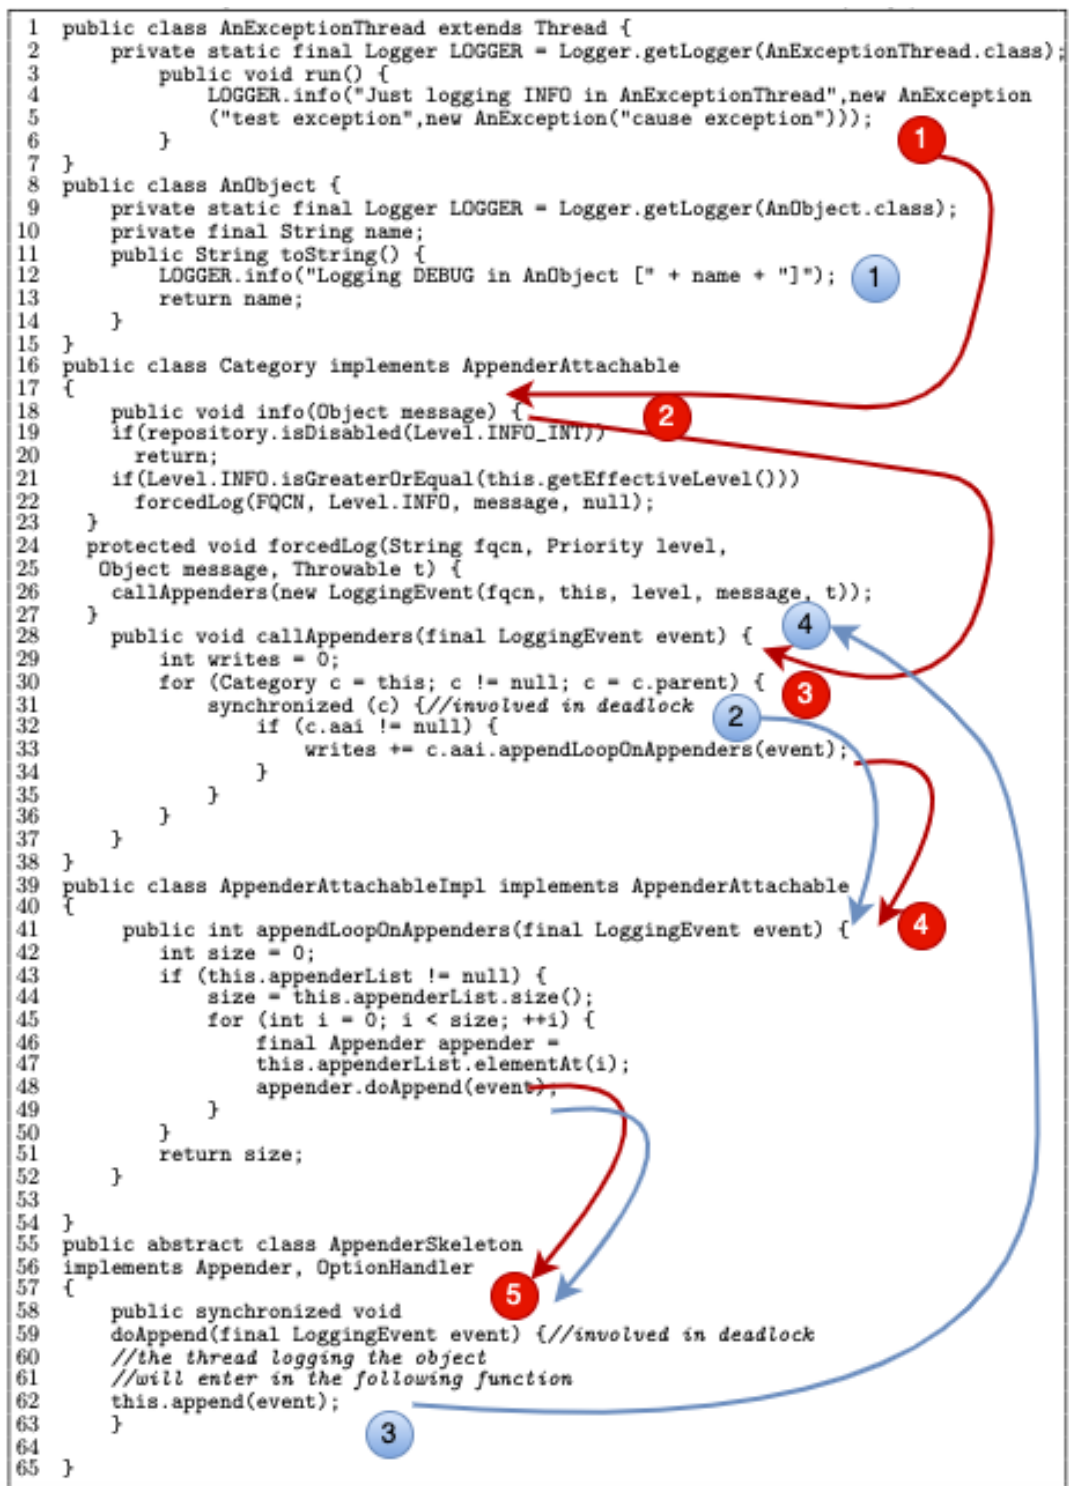 1 public class AnExceptionThread extends Thread {
2 private static final Logger LOGGER = Logger.getLogger(AnExceptionThread.class);
3 public void run() {
4 LOGGER.info("Just logging INFO in AnExceptionThread",new AnException
5 ("test exception",new AnException("cause exception")));
6 }
1
7 }
8 public class AnObject {
9 private static final Logger LOGGER = Logger.getLogger(AnObject.class);
10 private final String name;
11 public String toString() {
12 LOGGER.info("Logging DEBUG in AnObject [" + name + "]");
1
13 return name;
14 }
15 }
16 public class Category implements AppenderAttachable
17 {
18 public void info(Object message) {
2
19 if(repository.isDisabled(Level.INFO_INT))
20 return;
21 if(Level.INFO.isGreaterOrEqual(this.getEffectiveLevel()))
22 forcedLog(FQCN, Level.INFO, message, null);
23 }
24 protected void forcedLog(String fqcn, Priority level,
25 Object message, Throwable t) {
26 callAppenders(new LoggingEvent(fqcn, this, level, message, t));
27 }
4
28 public void callAppenders(final LoggingEvent event) {
29 int writes = 0;
30 for (Category c = this; c != null; c = c.parent) {
3
31 synchronized (c) {//involved in deadlock
2
32 if (c.aai != null) {
33 writes += c.aai.appendLoopOnAppenders(event);
34 }
35 }
36 }
37 }
38 }
39 public class AppenderAttachableImpl implements AppenderAttachable
40 {
41 public int appendLoopOnAppenders(final LoggingEvent event) {
4
42 int size = 0;
43 if (this.appenderList != null) {
44 size = this.appenderList.size();
45 for (int i = 0; i < size; ++i) {
46 final Appender appender =
47 this.appenderList.elementAt(i);
48 appender.doAppend(event);
49 }
50 }
51 return size;
52 }
53
54 }
55 public abstract class AppenderSkeleton
56 implements Appender, OptionHandler
57 {
5
58 public synchronized void
59 doAppend(final LoggingEvent event) {//involved in deadlock
60 //the thread logging the object
61 //will enter in the following function
62 this.append(event);
63 }
3
64
65 }